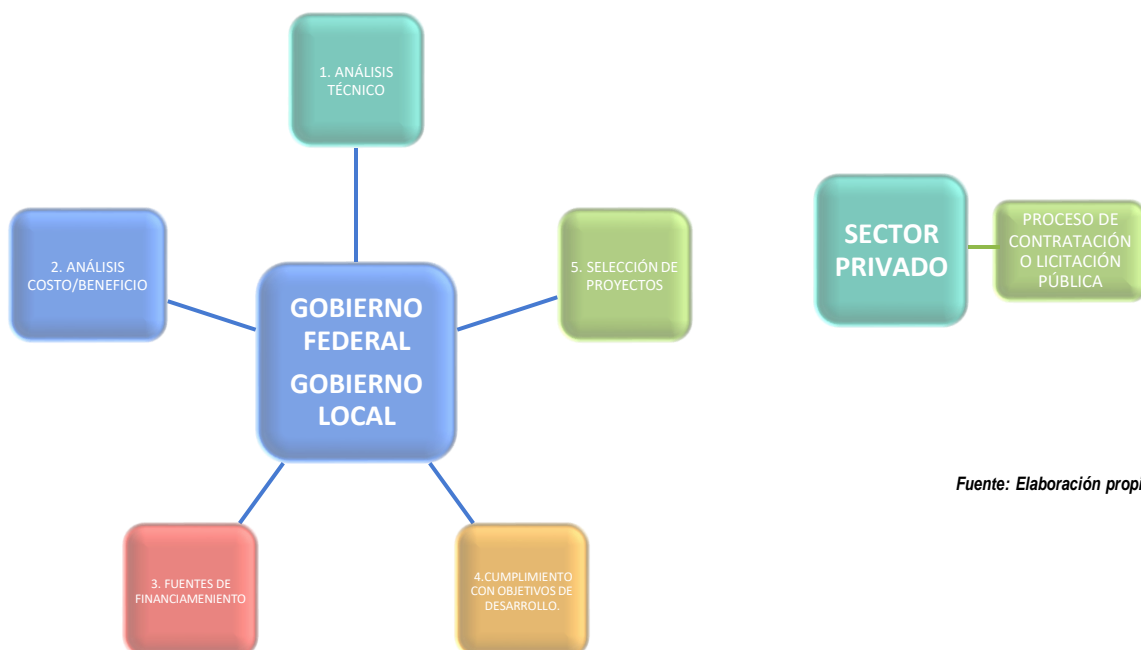 1. ANÁLISIS
TÉCNICO
2. ANÁLISIS
COSTO/BENEFICIO
GOBIERNO
FEDERAL
GOBIERNO
LOCAL
5. SELECCIÓN DE
PROYECTOS
3. FUENTES DE
FINANCIAMENIENTO
4.CUMPLIMIENTO
CON OBJETIVOS DE
DESARROLLO.
SECTOR
PRIVADO
PROCESO DE
CONTRATACIÓN
O LICITACIÓN
PÚBLICA
Fuente: Elaboración propi